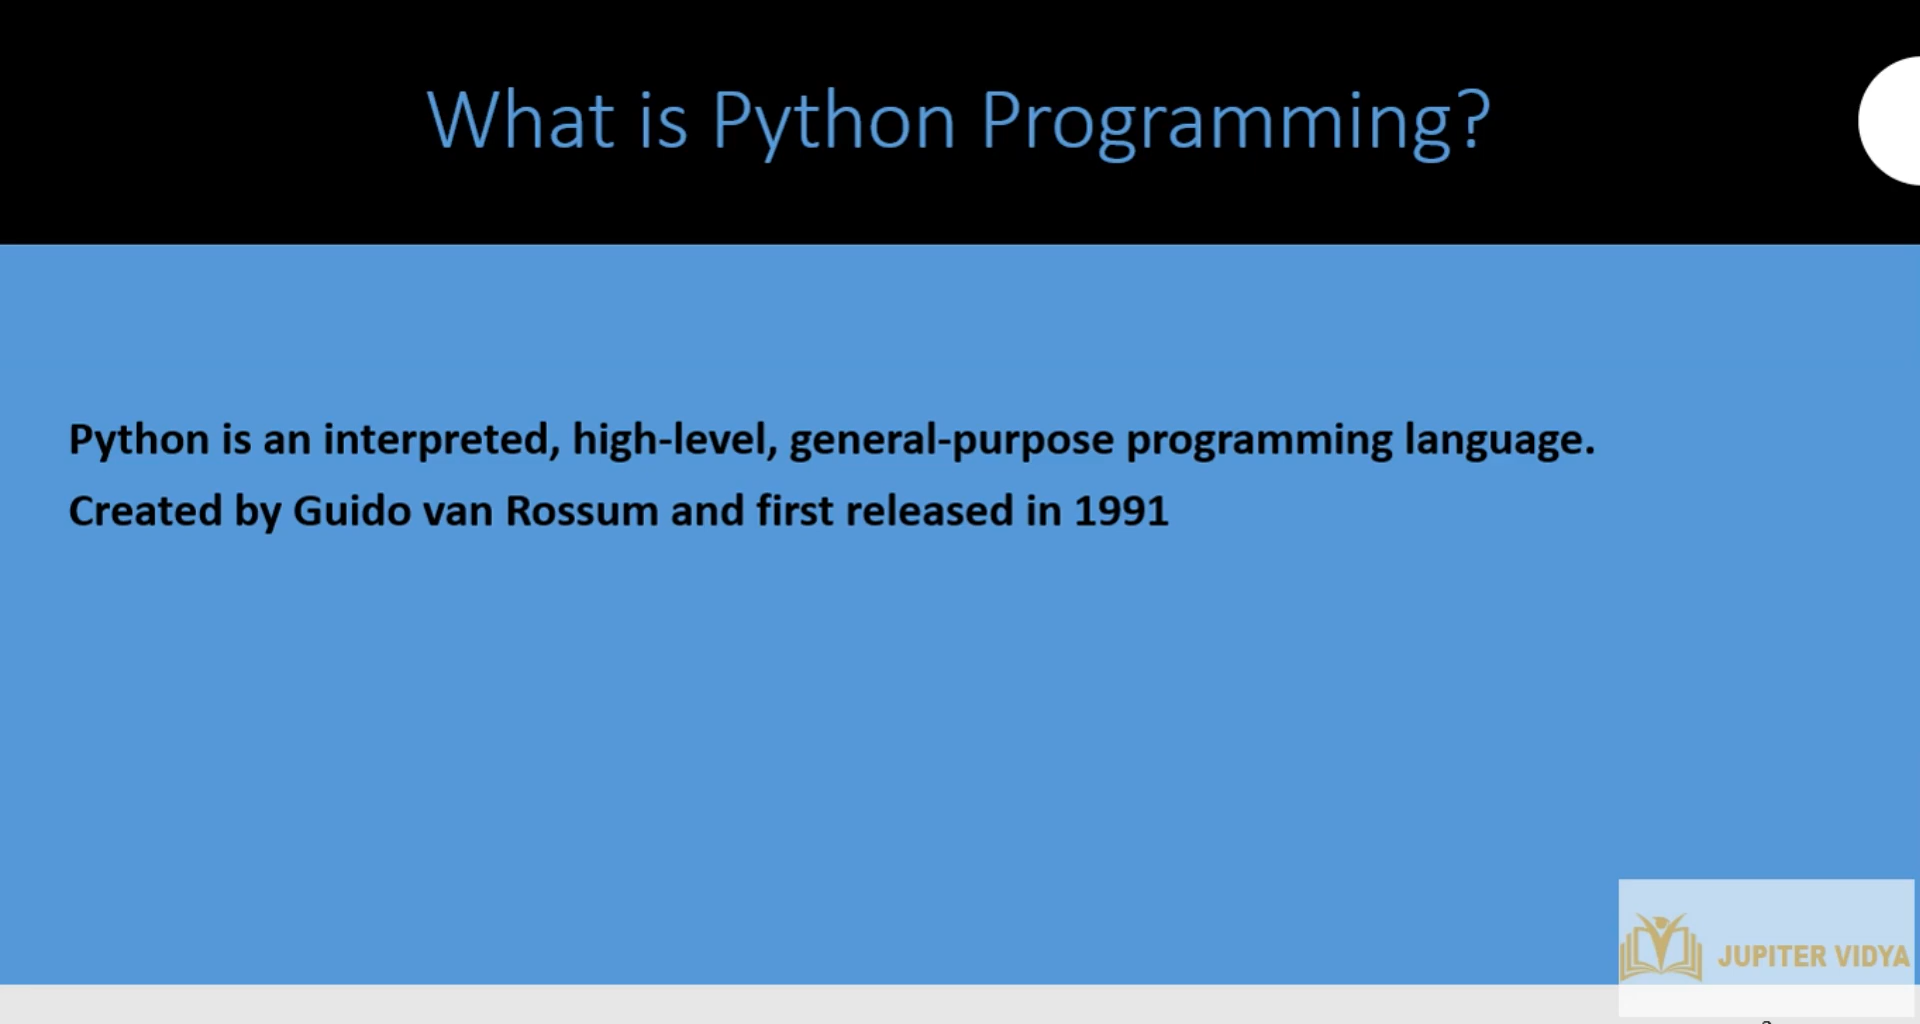 What is Python Programming?
Python is an interpreted, high-level, general-purpose programming language.
Created by Guido van Rossum and first released in 1991
JUPITER VIDYA